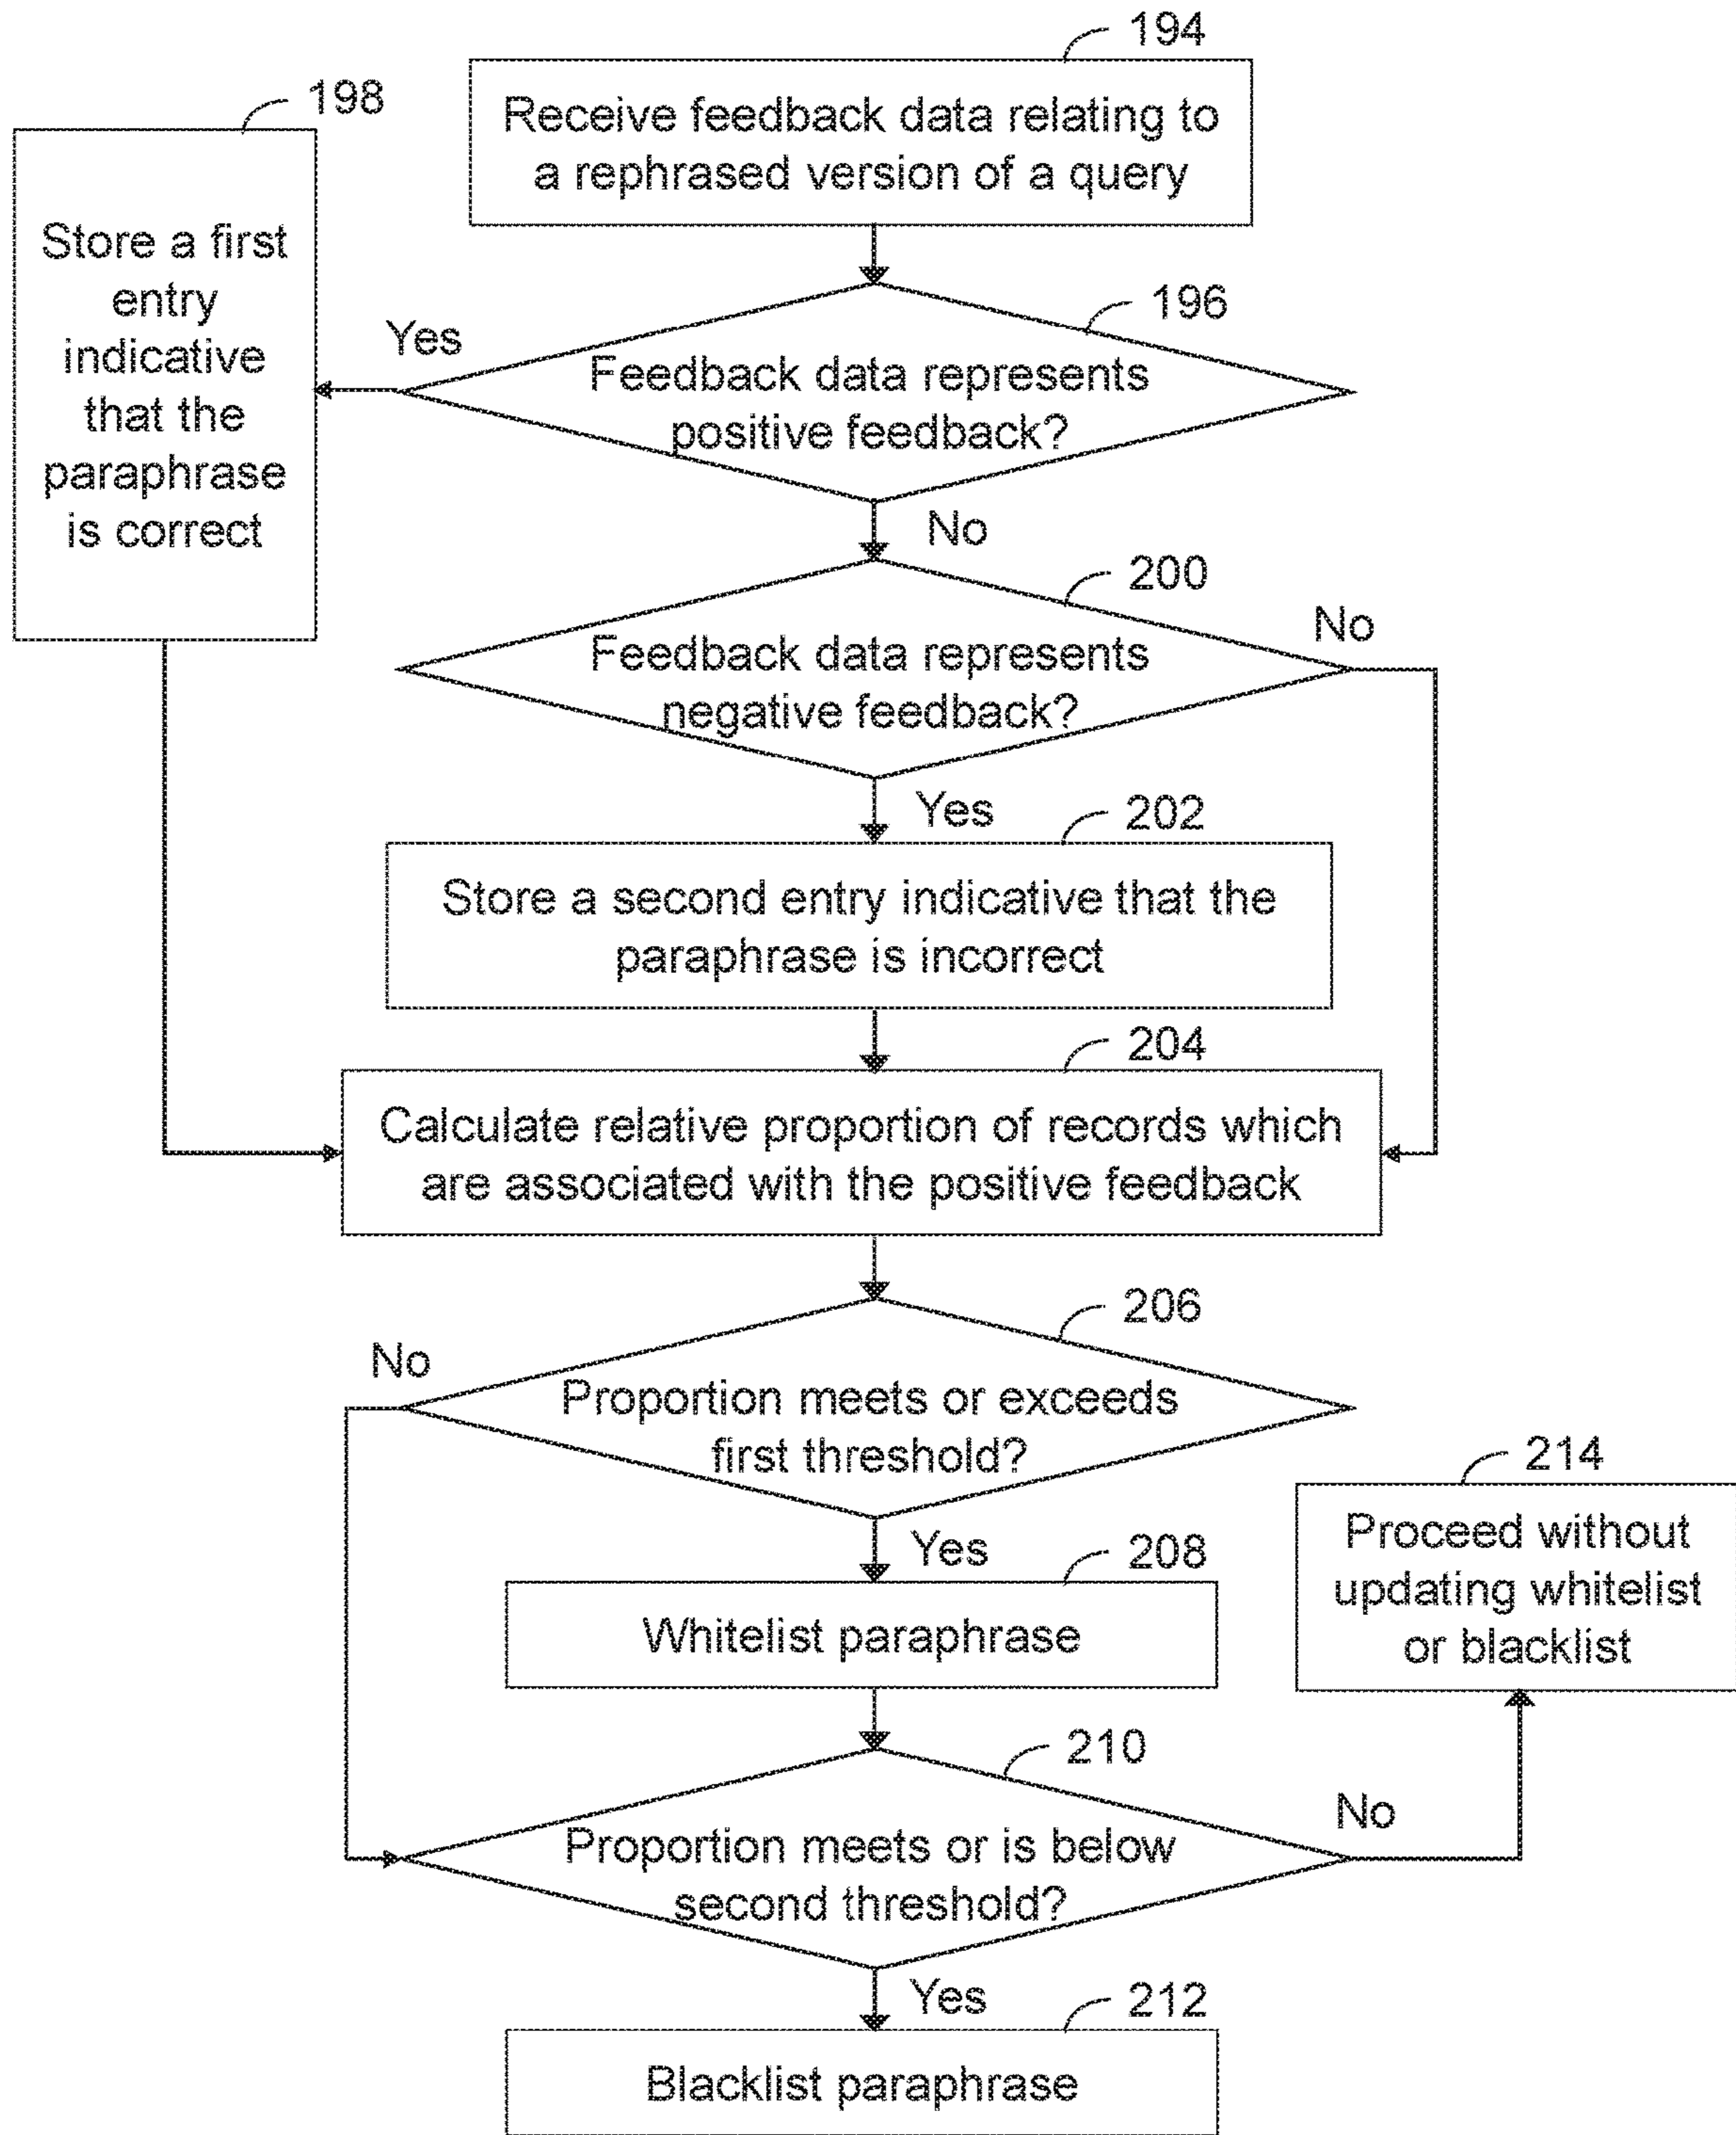 194
Receive feedback data relating to
a rephrased version of a query
198
Store a first
entry
indicative
that the
paraphrase
is correct
196
Yes
Feedback data represents
positive feedback?
No
200
No
Feedback data represents
negative feedback?
Yes
202
Store a second entry indicative that the
paraphrase is incorrect
204
Calculate relative proportion of records which
are associated with the positive feedback
206
No
Proportion meets or exceeds
first threshold?
Yes
208
Whitelist paraphrase
214
Proceed without
updating whitelist
or blacklist
210
No
Proportion meets or is below
second threshold?
Yes
212
Blacklist paraphrase